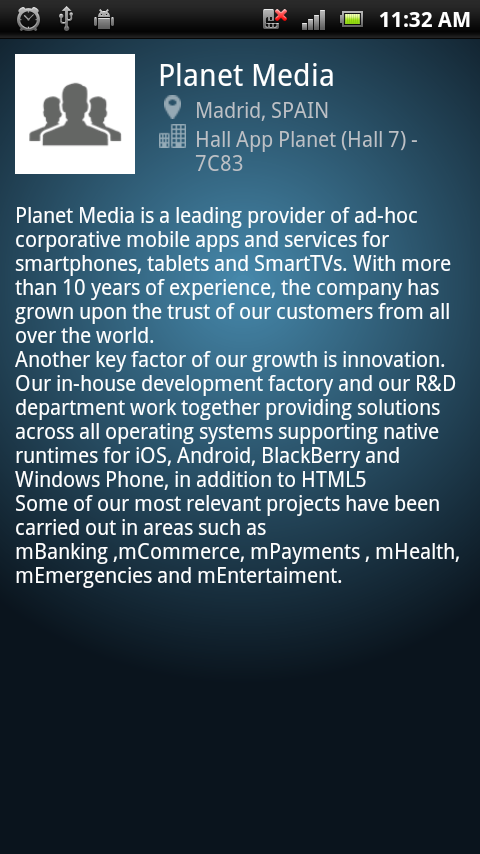 11:32 AM
Planet Media
Madrid, SPAIN
Hall App Planet (Hall 7) -
7C83
Planet Media is a leading provider of ad-hoc
corporative mobile apps and services for
smartphones, tablets and SmartTVs. With more
than 10 years of experience, the company has
grown upon the trust of our customers from all
over the world.
Another key factor of our growth is innovation.
Our in-house development factory and our R&D
department work together providing solutions
across all operating systems supporting native
runtimes for iOS, Android, BlackBerry and
Windows Phone, in addition to HTML5
Some of our most relevant projects have been
carried out in areas such as
mBanking ,mCommerce, mPayments , mHealth,
mEmergencies and mEntertaiment.